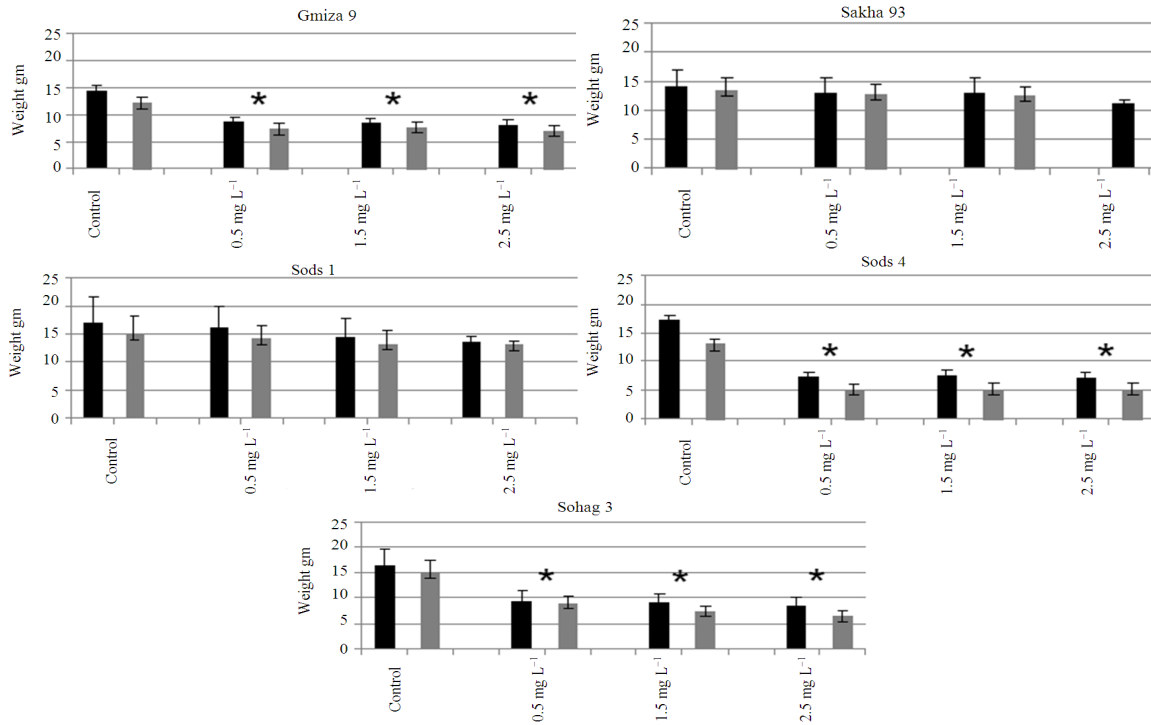 Gmiza 9
Weight gm
25
20
15
10
5
0
*
*
*
Control
0.5 mg L⁻¹
1.5 mg L⁻¹
2.5 mg L⁻¹
Sakha 93
Weight gm
25
20
15
10
5
0
Control
0.5 mg L⁻¹
1.5 mg L⁻¹
2.5 mg L⁻¹
Sods 1
Weight gm
25
20
15
10
5
0
Control
0.5 mg L⁻¹
1.5 mg L⁻¹
2.5 mg L⁻¹
Sods 4
Weight gm
25
20
15
10
5
0
*
*
*
Control
0.5 mg L⁻¹
1.5 mg L⁻¹
2.5 mg L⁻¹
Sohag 3
Weight gm
25
20
15
10
5
0
*
*
*
Control
0.5 mg L⁻¹
1.5 mg L⁻¹
2.5 mg L⁻¹